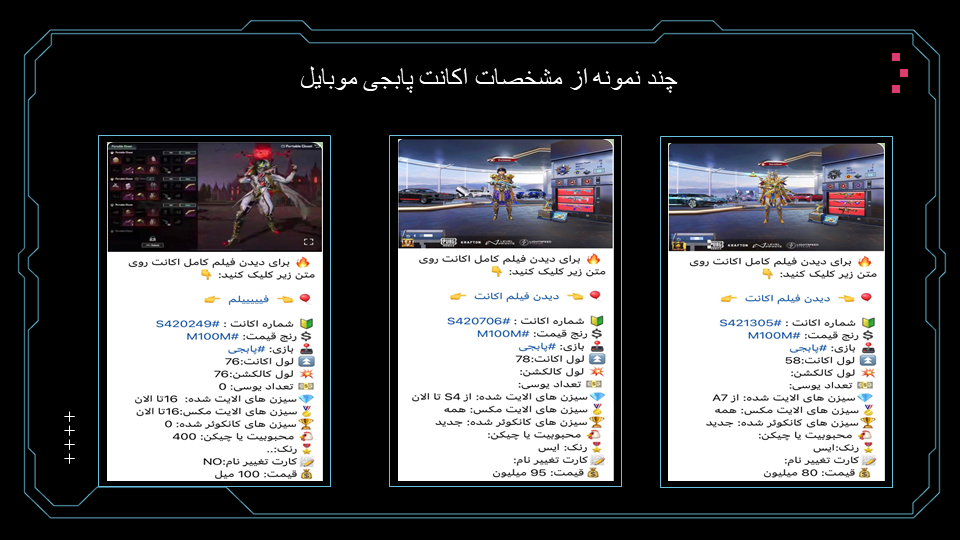 چند نمونه از مشخصات اکانت پابجی موبایل
🔥 برای دیدن فیلم کامل اکانت روی
متن زیر کلیک کنید: 👇
🎈 👈 دیدن فیلم اکانت 👉
🔰 شماره اکانت : #S421305
💲 رنج قیمت: #M100M
🕹 بازی: #پابجی
⏫ لول اکانت:58
💥 لول کالکشن:
💵 تعداد یوسی:
💎 سیزن های الایت شده: از A7
🏅 سیزن های الایت مکس: همه
🏆 سیزن های کانکوئر شده: جدید
🐔 محبوبیت یا چیکن:
🎖 رنک:ایس
📝 کارت تغییر نام:
💰 قیمت: 80 میلیون
🔥 برای دیدن فیلم کامل اکانت روی
متن زیر کلیک کنید: 👇
🎈 👈 دیدن فیلم اکانت 👉
🔰 شماره اکانت : #S420706
💲 رنج قیمت: #M100M
🕹 بازی: #پابجی
⏫ لول اکانت:78
💥 لول کالکشن:
💵 تعداد یوسی:
💎 سیزن های الایت شده: از S4 تا الان
🏅 سیزن های الایت مکس: همه
🏆 سیزن های کانکوئر شده: جدید
🐔 محبوبیت یا چیکن:
🎖 رنک: ایس
📝 کارت تغییر نام:
💰 قیمت: 95 میلیون
Portable Closet
🔥 برای دیدن فیلم کامل اکانت روی
متن زیر کلیک کنید: 👇
🎈 👈 فیییییلم 👉
🔰 شماره اکانت : #S420249
💲 رنج قیمت: #M100M
🕹 بازی: #پابجی
⏫ لول اکانت:76
💥 لول کالکشن:76
💵 تعداد یوسی: 0
💎 سیزن های الایت شده: 16تا الان
🏅 سیزن های الایت مکس:16تا الان
🏆 سیزن های کانکوئر شده: 0
🐔 محبوبیت یا چیکن: 400
🎖 رنک:..
📝 کارت تغییر نام:NO
💰 قیمت: 100 میل